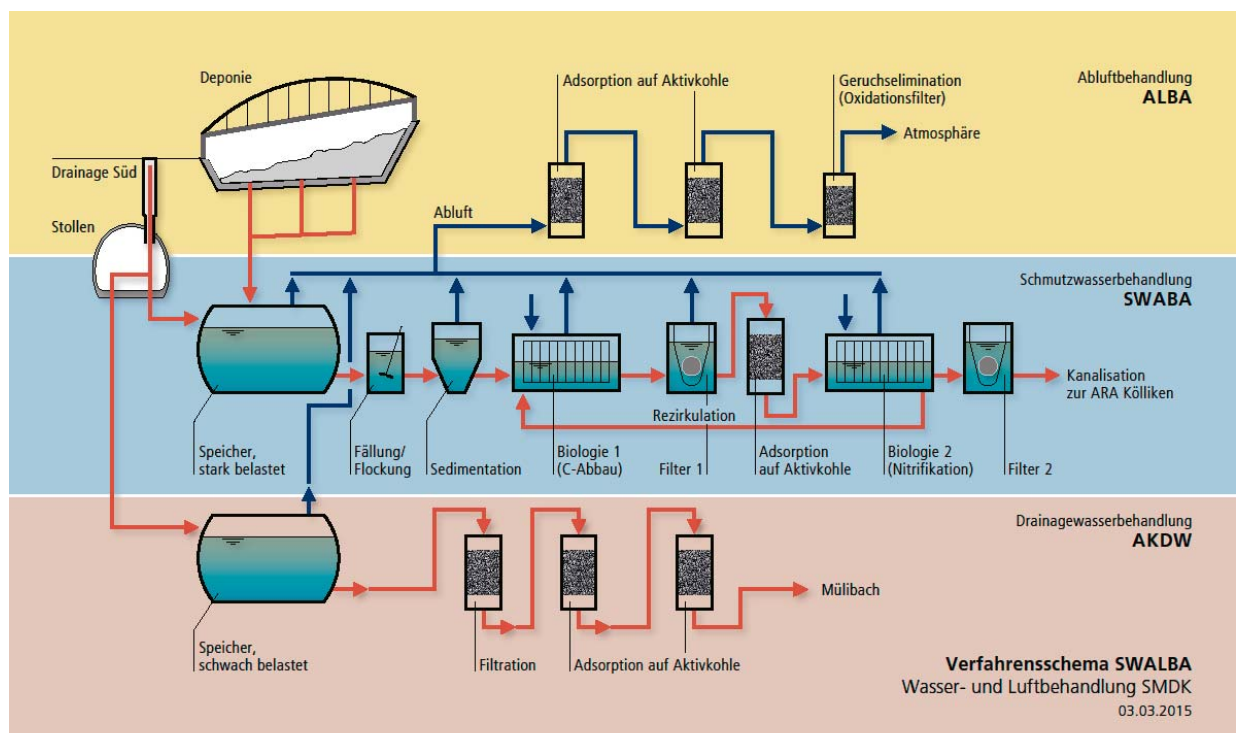 Deponie
Adsorption auf Aktivkohle
Geruchselimination
(Oxidationsfilter)
Abluftbehandlung
ALBA
Atmosphäre
Drainage Süd
Stollen
Abluft
Schmutzwasserbehandlung
SWABA
Kanalisation
zur ARA Kölliken
Rezirkulation
Speicher,
stark belastet
Fällung/
Flockung
Sedimentation
Biologie 1
(C-Abbau)
Filter 1
Adsorption
auf Aktivkohle
Biologie 2
(Nitrifikation)
Filter 2
Drainagewasserbehandlung
AKDW
Mülibach
Speicher,
schwach belastet
Filtration
Adsorption auf Aktivkohle
Verfahrensschema SWALBA
Wasser- und Luftbehandlung SMDK
03.03.2015